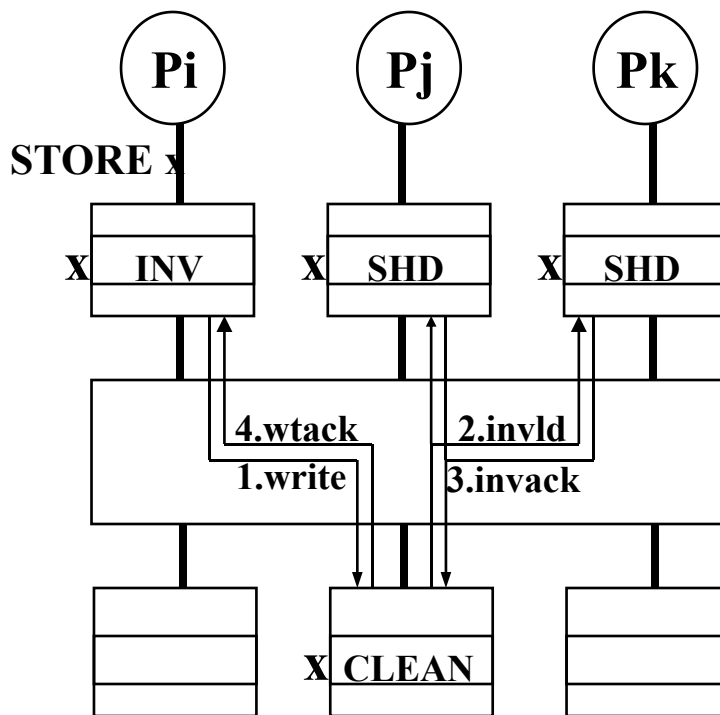 Pi Pj Pk
STORE x
x INV x SHD x SHD
4.wtack 2.invld
1.write 3.invack
x CLEAN